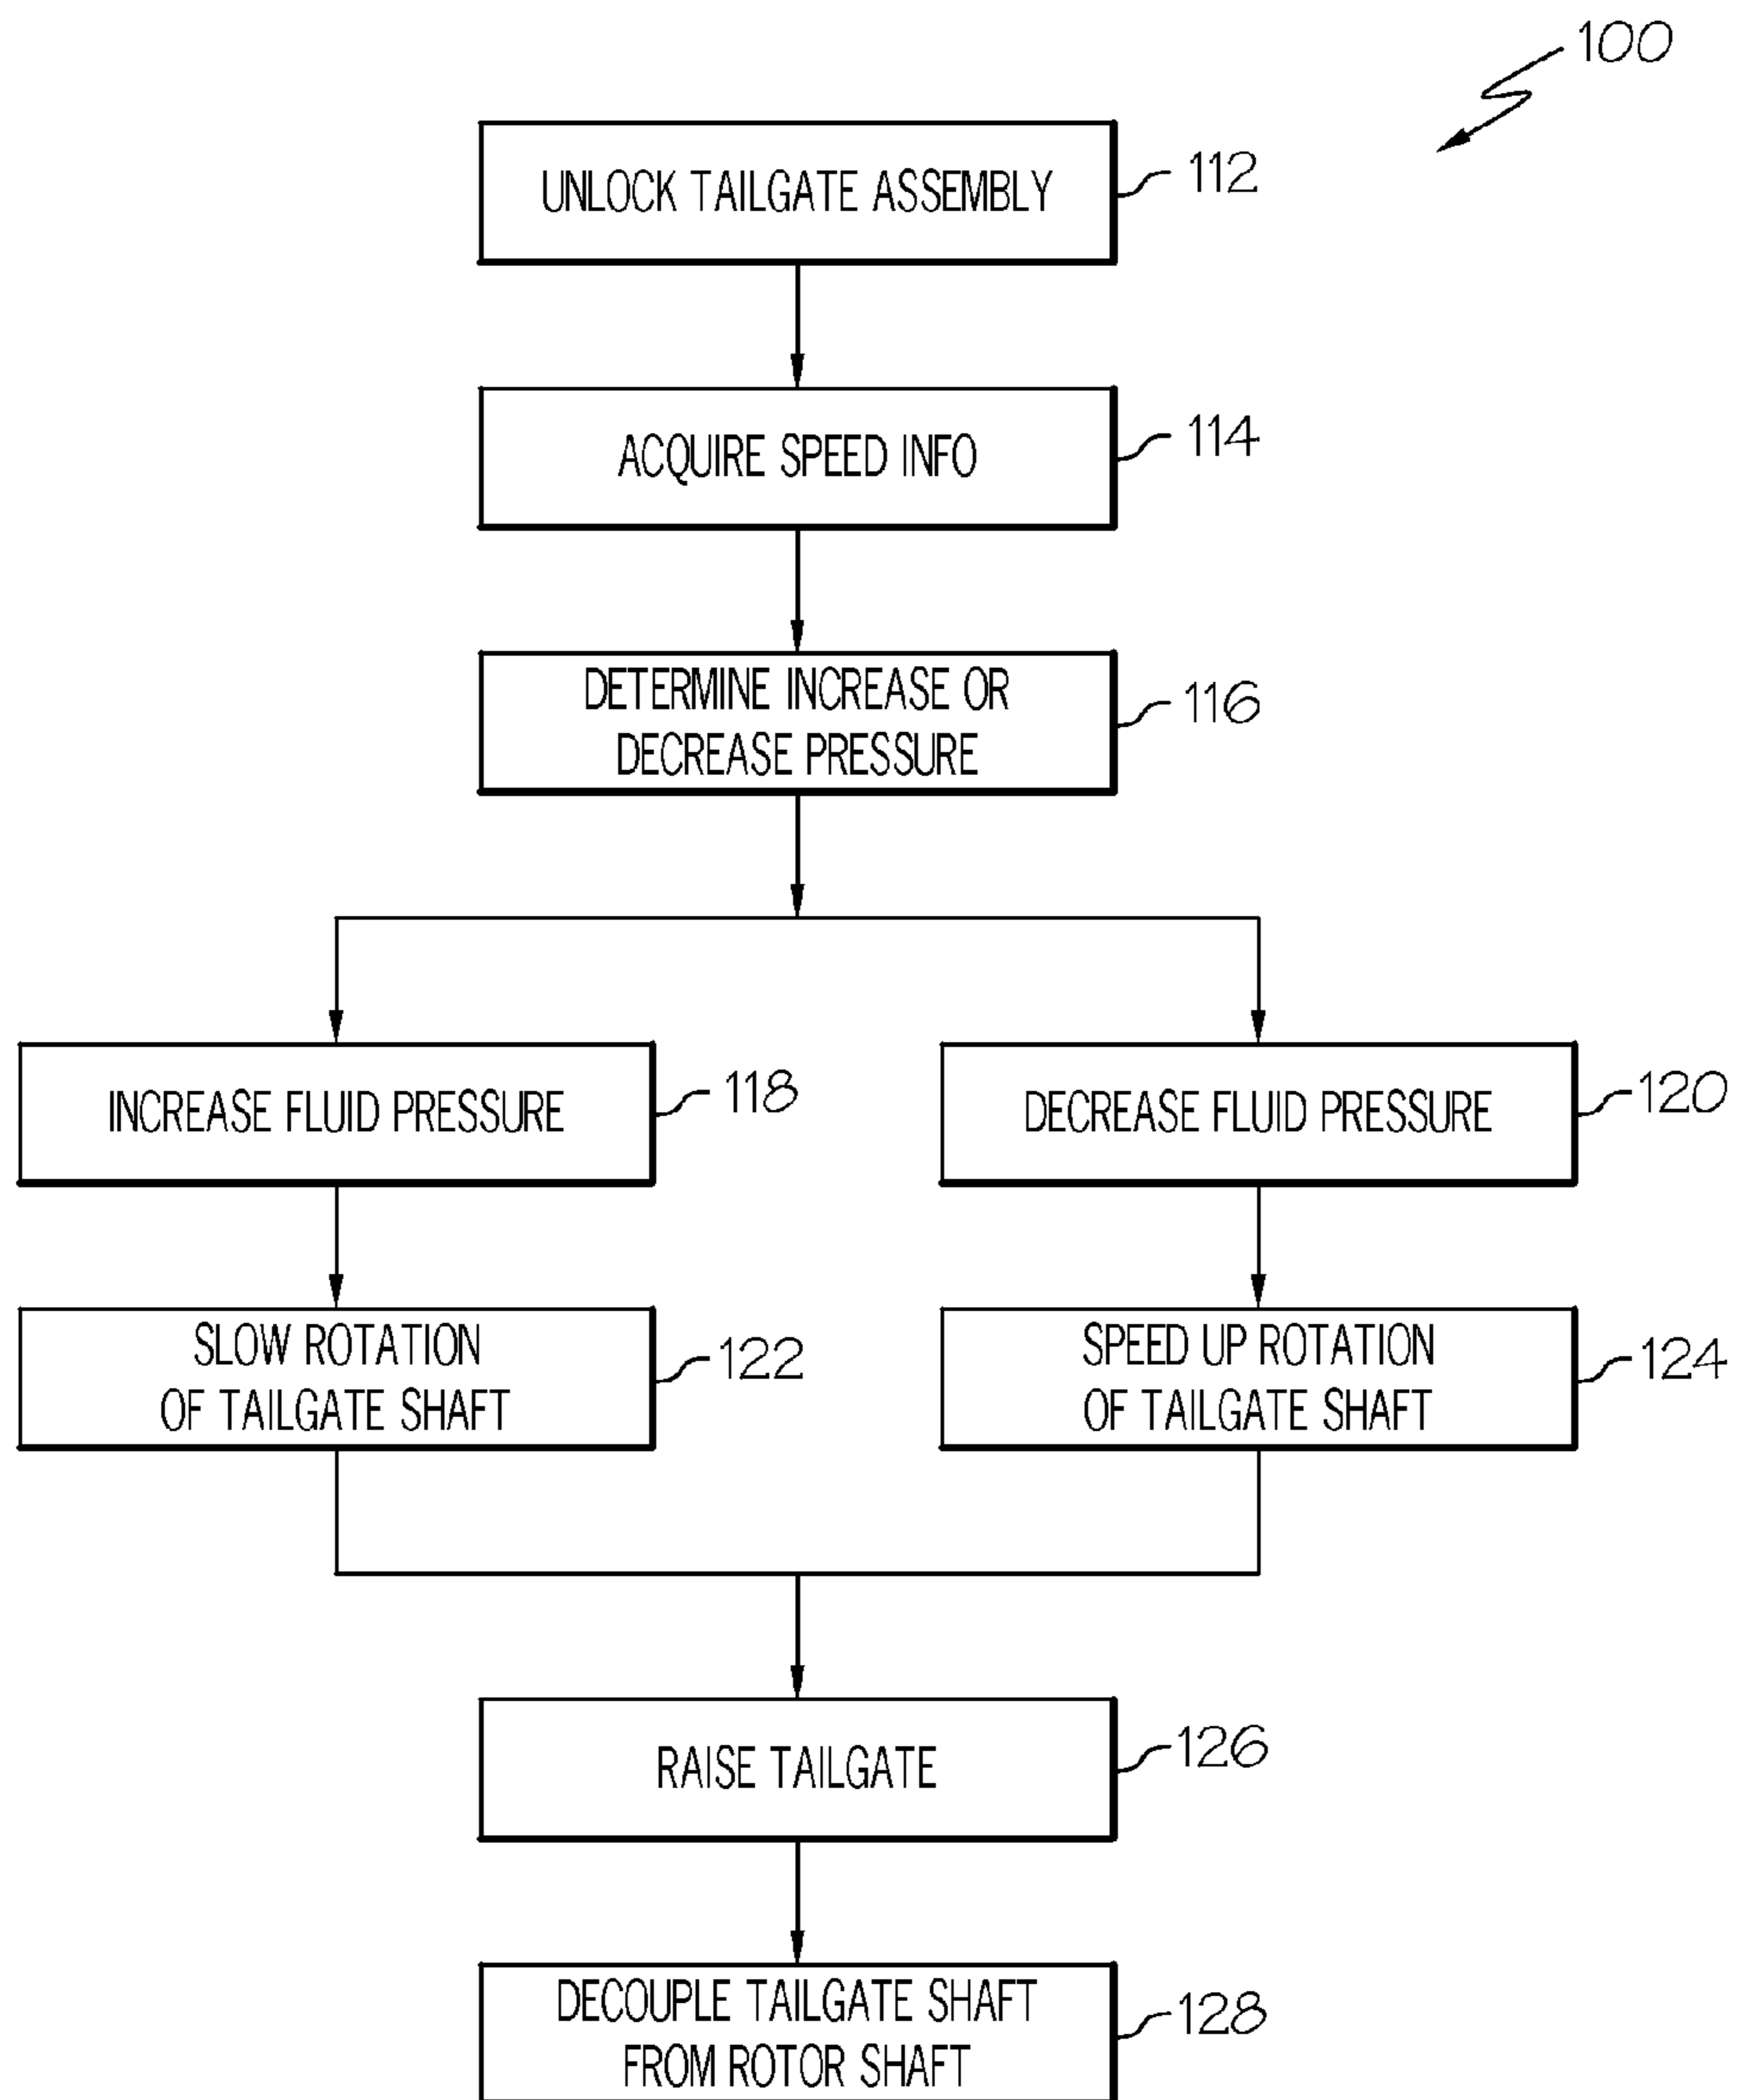 100
UNLOCK TAILGATE ASSEMBLY
112
ACQUIRE SPEED INFO
114
DETERMINE INCREASE OR
DECREASE PRESSURE
116
INCREASE FLUID PRESSURE
118
DECREASE FLUID PRESSURE
120
SLOW ROTATION
OF TAILGATE SHAFT
122
SPEED UP ROTATION
OF TAILGATE SHAFT
124
RAISE TAILGATE
126
DECOUPLE TAILGATE SHAFT
FROM ROTOR SHAFT
128